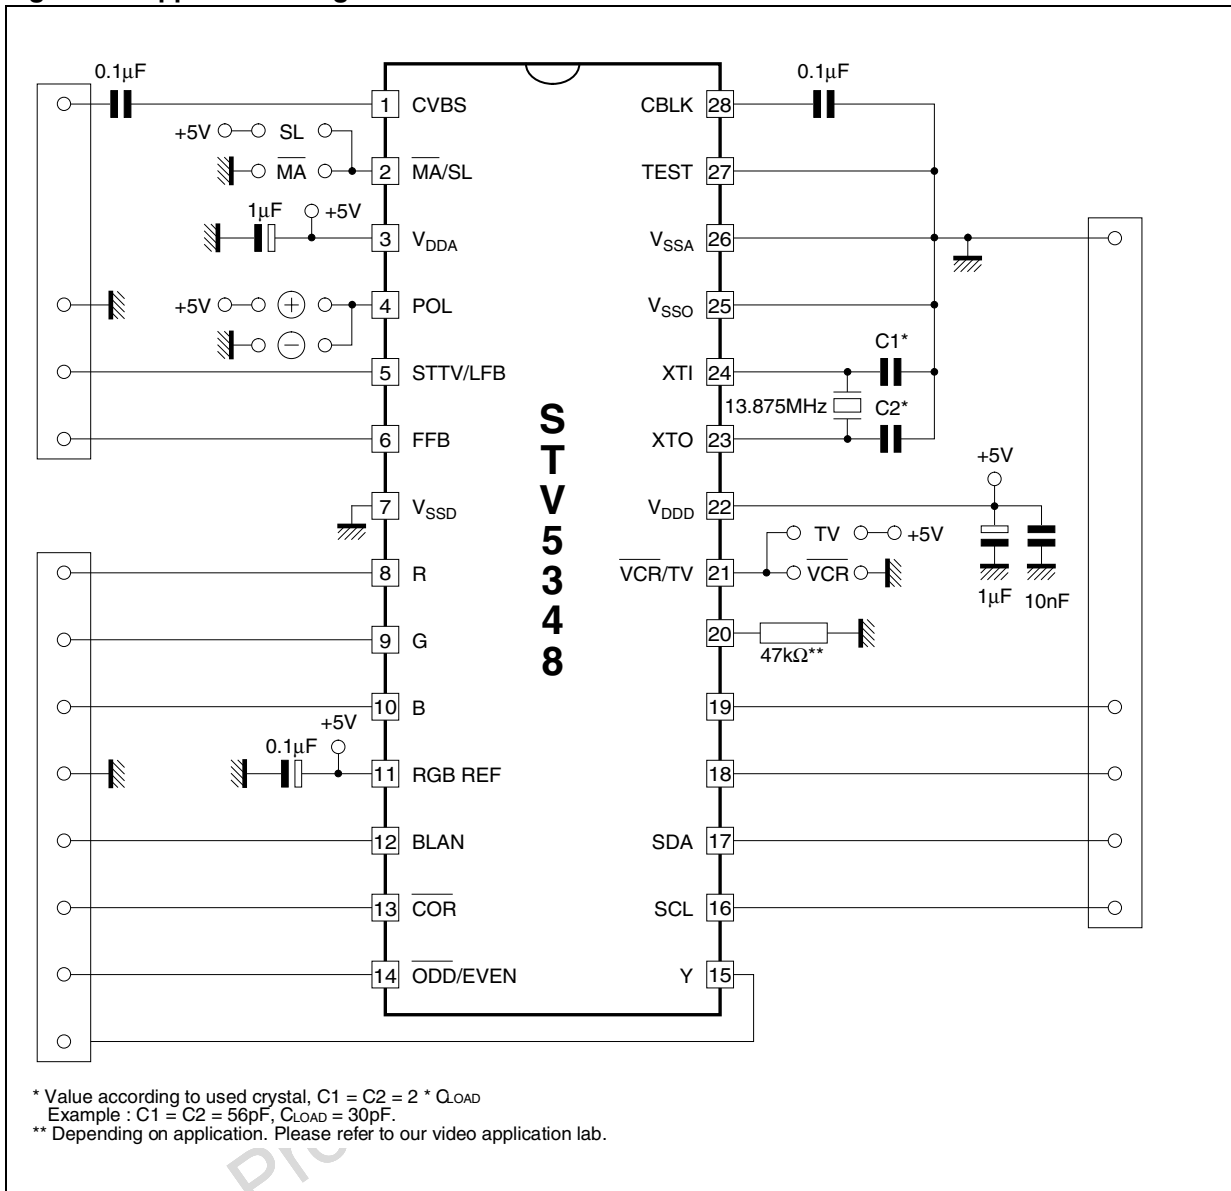 0.1µF
0.1µF
1 CVBS
CBLK 28
+5V SL
MA
2 MA/SL
TEST 27
1µF +5V
3 VDDA
VSSA 26
+5V + 
4 POL
VSSO 25
−
C1*
5 STTV/LFB
XTI 24
13.875MHz C2*
6 FFB
XTO 23
+5V
7 VSSD
VDDD 22
TV +5V
VCR/TV 21
VCR
1µF 10nF
8 R
20
47kΩ**
9 G
STV5348
10 B
19
+5V
0.1µF
11 RGB REF
18
12 BLAN
SDA 17
13 COR
SCL 16
14 ODD/EVEN
Y 15
* Value according to used crystal, C1 = C2 = 2 * CLOAD
Example : C1 = C2 = 56pF, CLOAD = 30pF.
** Depending on application. Please refer to our video application lab.